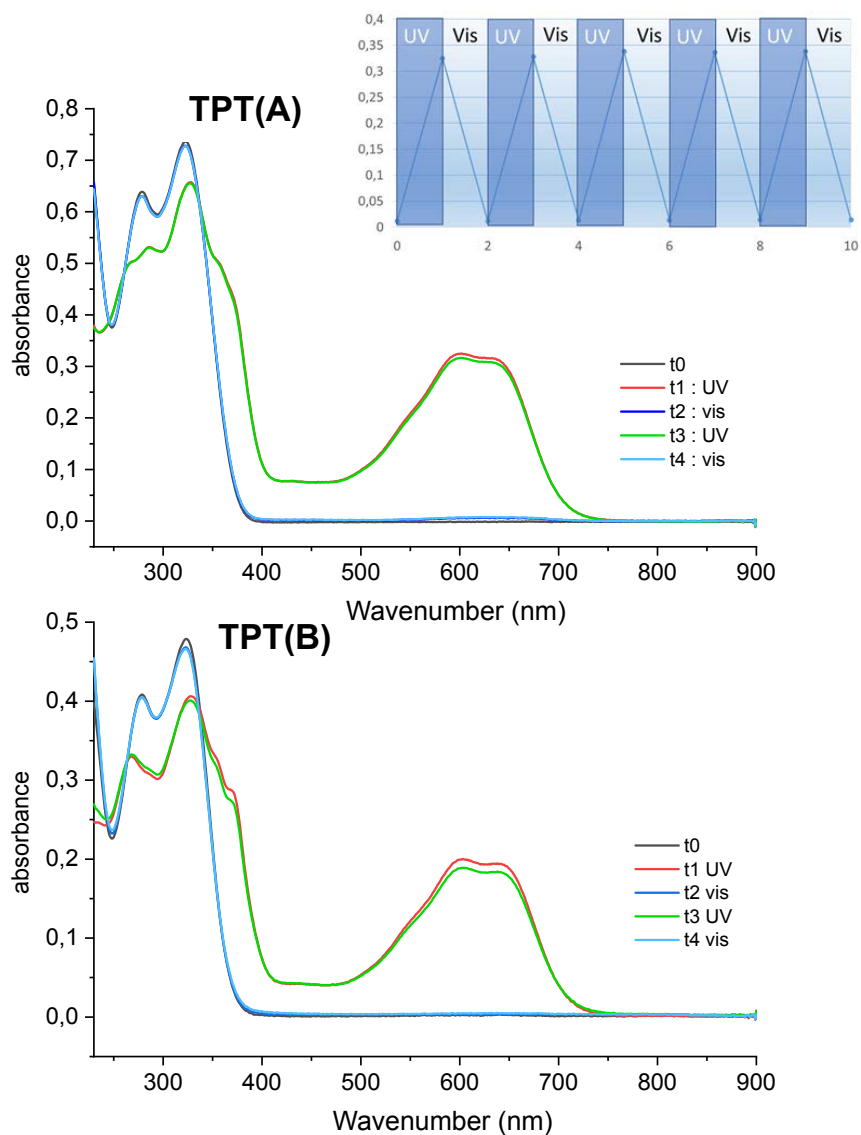 0,4
0,35
0,3
0,25
0,2
0,15
0,1
0,05
0
UV Vis UV Vis UV Vis UV Vis UV Vis
0 2 4 6 8 10
TPT(A)
0,8
0,7
0,6
0,5
0,4
0,3
0,2
0,1
0,0
absorbance
t0
t1 : UV
t2 : vis
t3 : UV
t4 : vis
300 400 500 600 700 800 900
Wavenumber (nm)
TPT(B)
0,5
0,4
0,3
0,2
0,1
0,0
absorbance
t0
t1 UV
t2 vis
t3 UV
t4 vis
300 400 500 600 700 800 900
Wavenumber (nm)